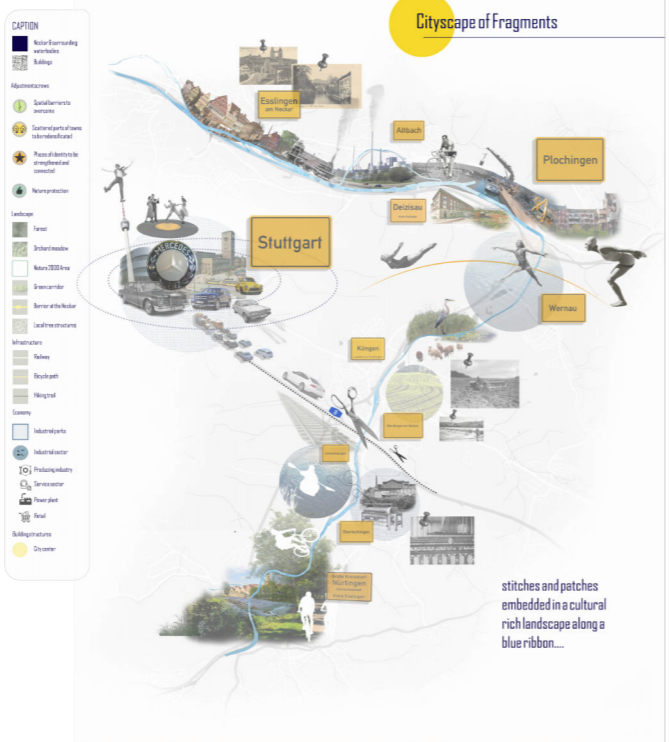 Cityscape of Fragments
CAPTION
Neckar & surrounding
waterbodies
Buildings
Adjustmentscrews
Spatial barriers to
overcome
Scattered parts of towns
to be redensificated
Places of identity to be
strengthened and
connected
Nature protection
Landscape
Forest
Orchard meadow
Natura 2000 Area
Green corridor
Barrier at the Neckar
Local tree structures
Infrastructure
Railway
Bicycle path
Hiking trail
Economy
Industrial parks
Industrial sector
Producing industry
Service sector
Power plant
Retail
Building structures
City center
Esslingen
am Neckar
Altbach
Plochingen
Deizisau
Stuttgart
MERCEDES
Wernau
Köngen
Nürtingen
stitches and patches
embedded in a cultural
rich landscape along a
blue ribbon....